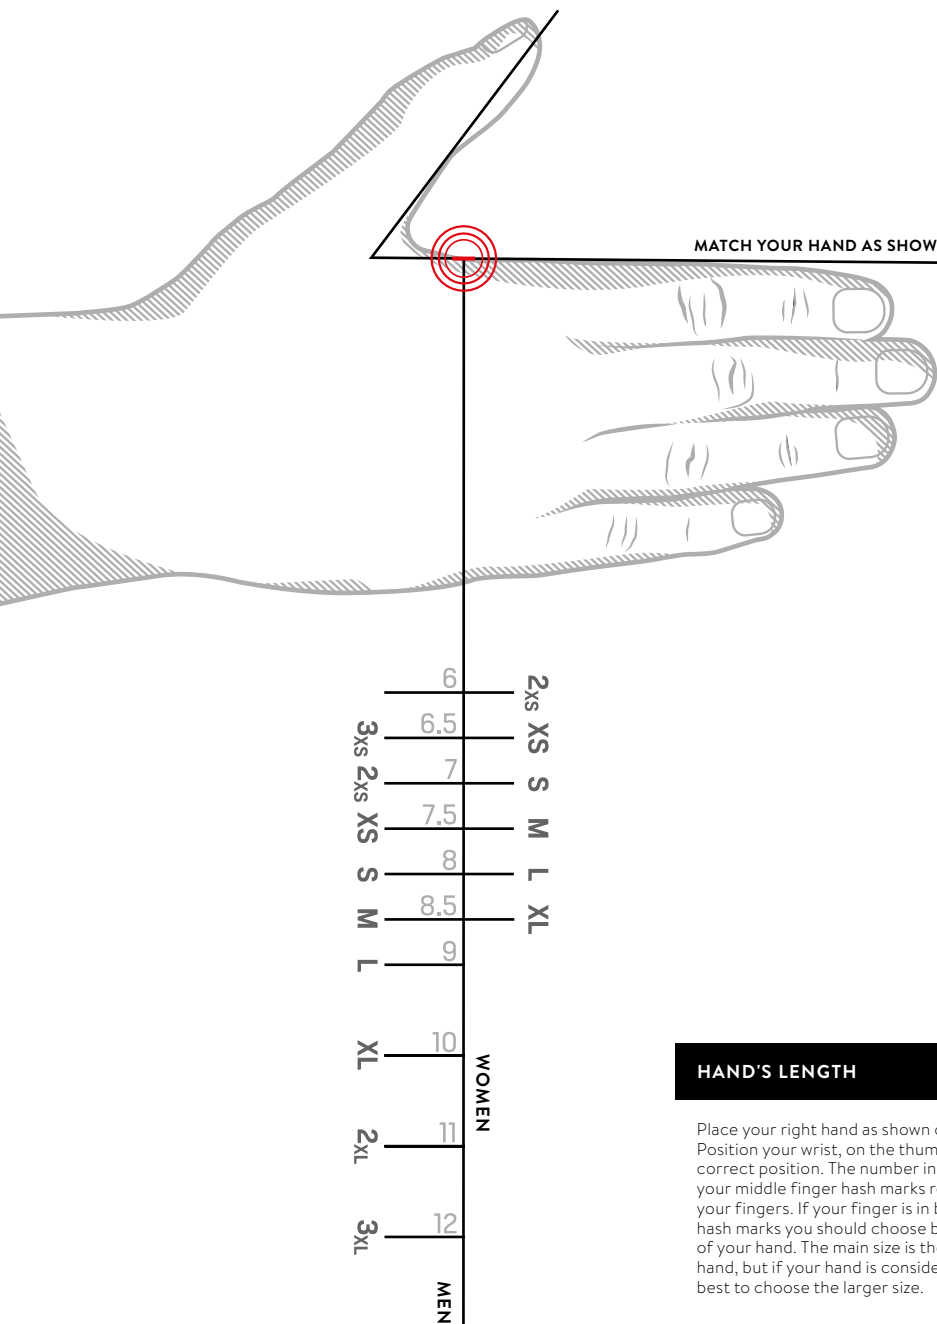 MATCH YOUR HAND AS SHOW
6 2XS
3XS 6.5 XS
2XS 7 S
XS 7.5 M
S 8 L
M 8.5 XL
L 9
XL 10
WOMEN
2XL 11
3XL 12
MEN
HAND'S LENGTH
Place your right hand as shown
Position your wrist, on the
correct position. The number in
your middle finger hash marks
your fingers. If your finger is in
hash marks you should choose
of your hand. The main size is
hand, but if your hand is
best to choose the larger size.